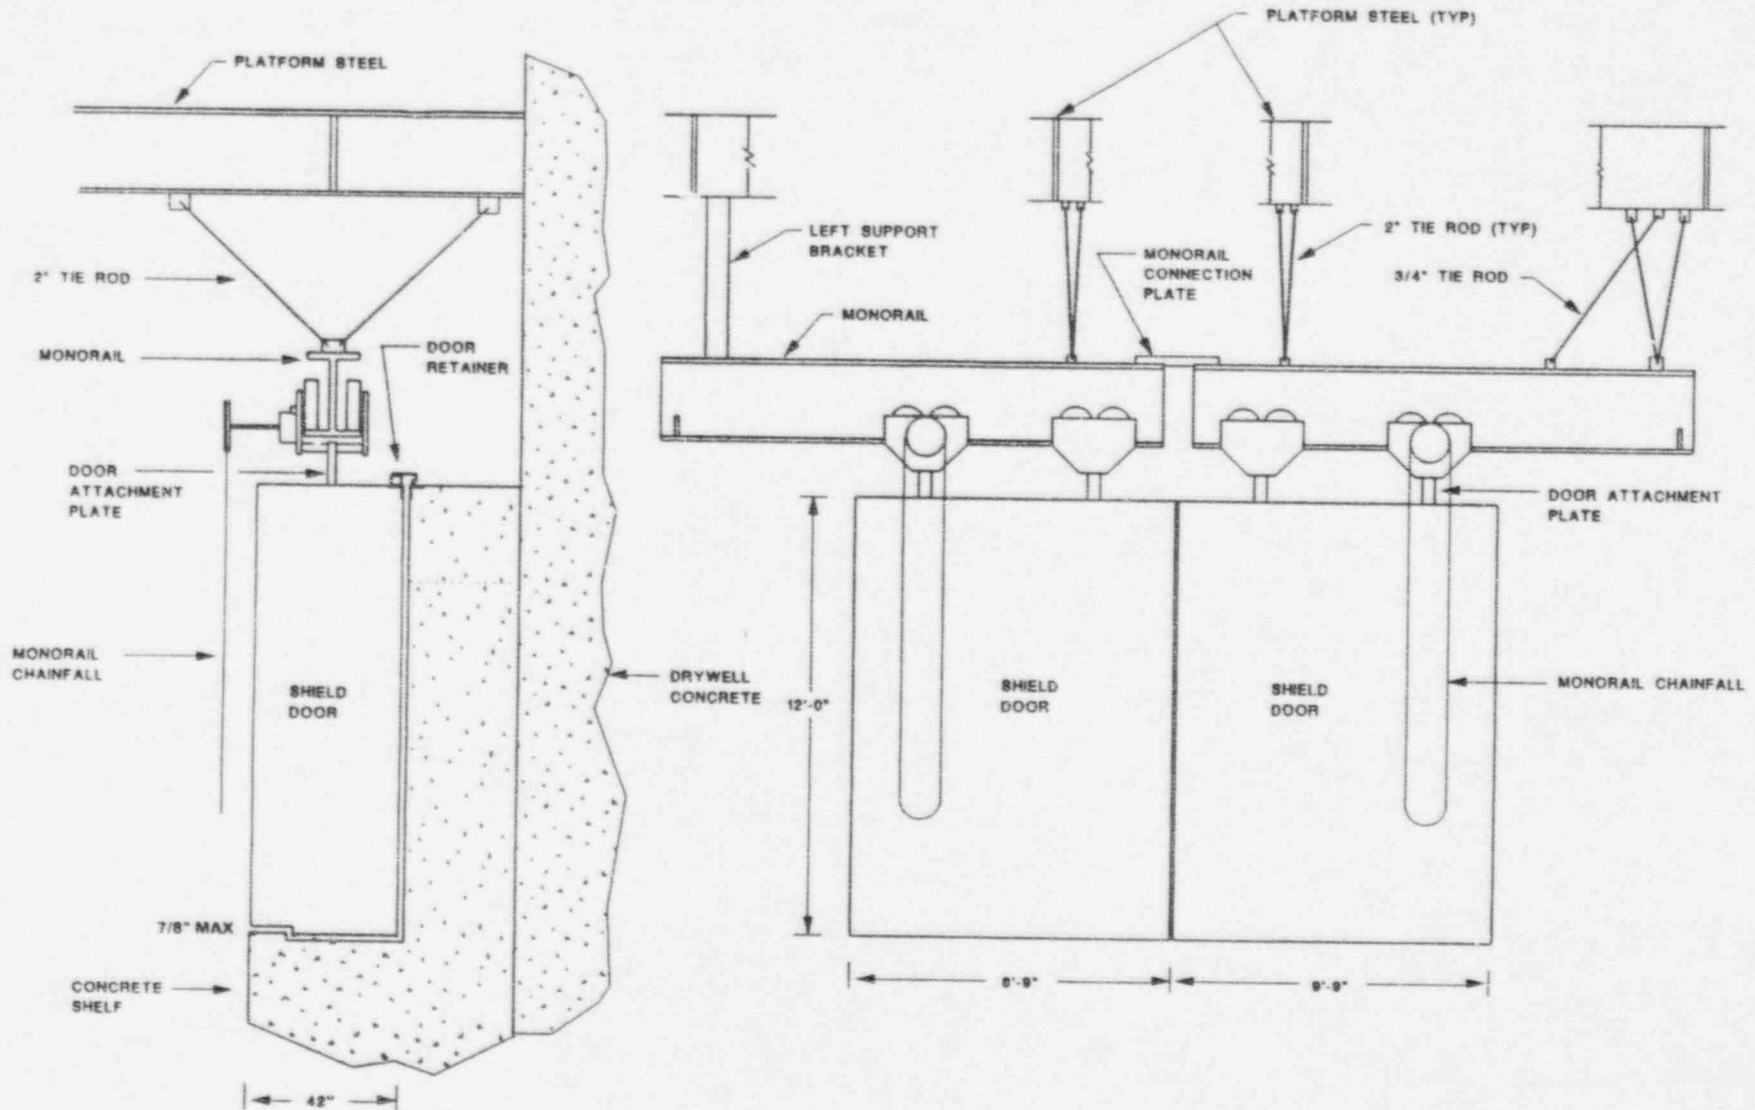 PLATFORM STEEL (TYP)
PLATFORM STEEL
LEFT SUPPORT
BRACKET
2" TIE ROD (TYP)
MONORAIL
CONNECTION
PLATE
2" TIE ROD
3/4" TIE ROD
MONORAIL
MONORAIL
DOOR
RETAINER
DOOR
ATTACHMENT
PLATE
DOOR ATTACHMENT
PLATE
MONORAIL
CHAINFALL
SHIELD
DOOR
DRYWELL
CONCRETE
12'-0"
SHIELD
DOOR
SHIELD
DOOR
MONORAIL CHAINFALL
7/8" MAX
CONCRETE
SHELF
9'-9"
42"